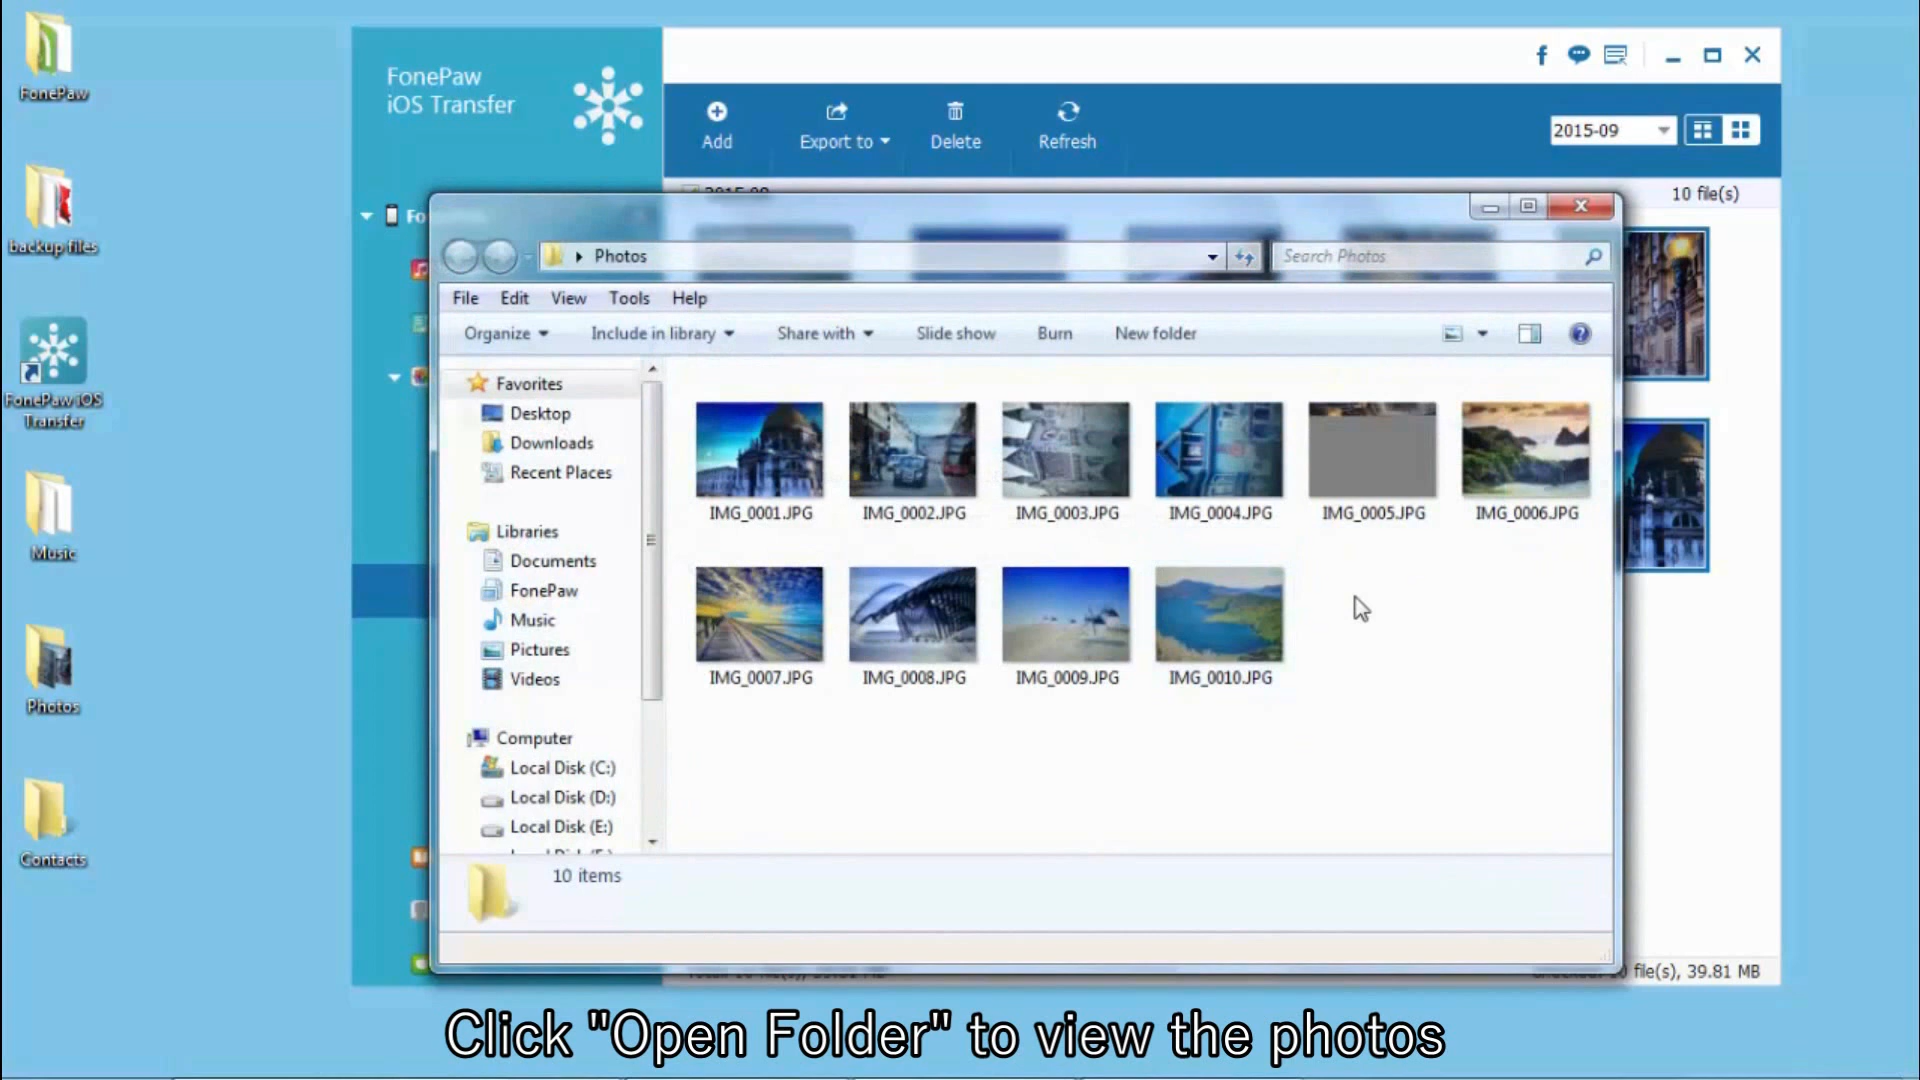 FonePaw
backup files
FonePaw iOS
Transfer
Music
Photos
Contacts
FonePaw
iOS Transfer
Add
Export to
Delete
Refresh
2015-09
2015-09
10 file(s)
Fo
Photos
Search Photos
File Edit View Tools Help
Organize Include in library Share with Slide show Burn New folder
Favorites
Desktop
Downloads
Recent Places
Libraries
Documents
FonePaw
Music
Pictures
Videos
Computer
Local Disk (C:)
Local Disk (D:)
Local Disk (E:)
IMG_0001.JPG IMG_0002.JPG IMG_0003.JPG IMG_0004.JPG IMG_0005.JPG IMG_0006.JPG
IMG_0007.JPG IMG_0008.JPG IMG_0009.JPG IMG_0010.JPG
10 items
file(s), 39.81 MB
Click "Open Folder" to view the photos